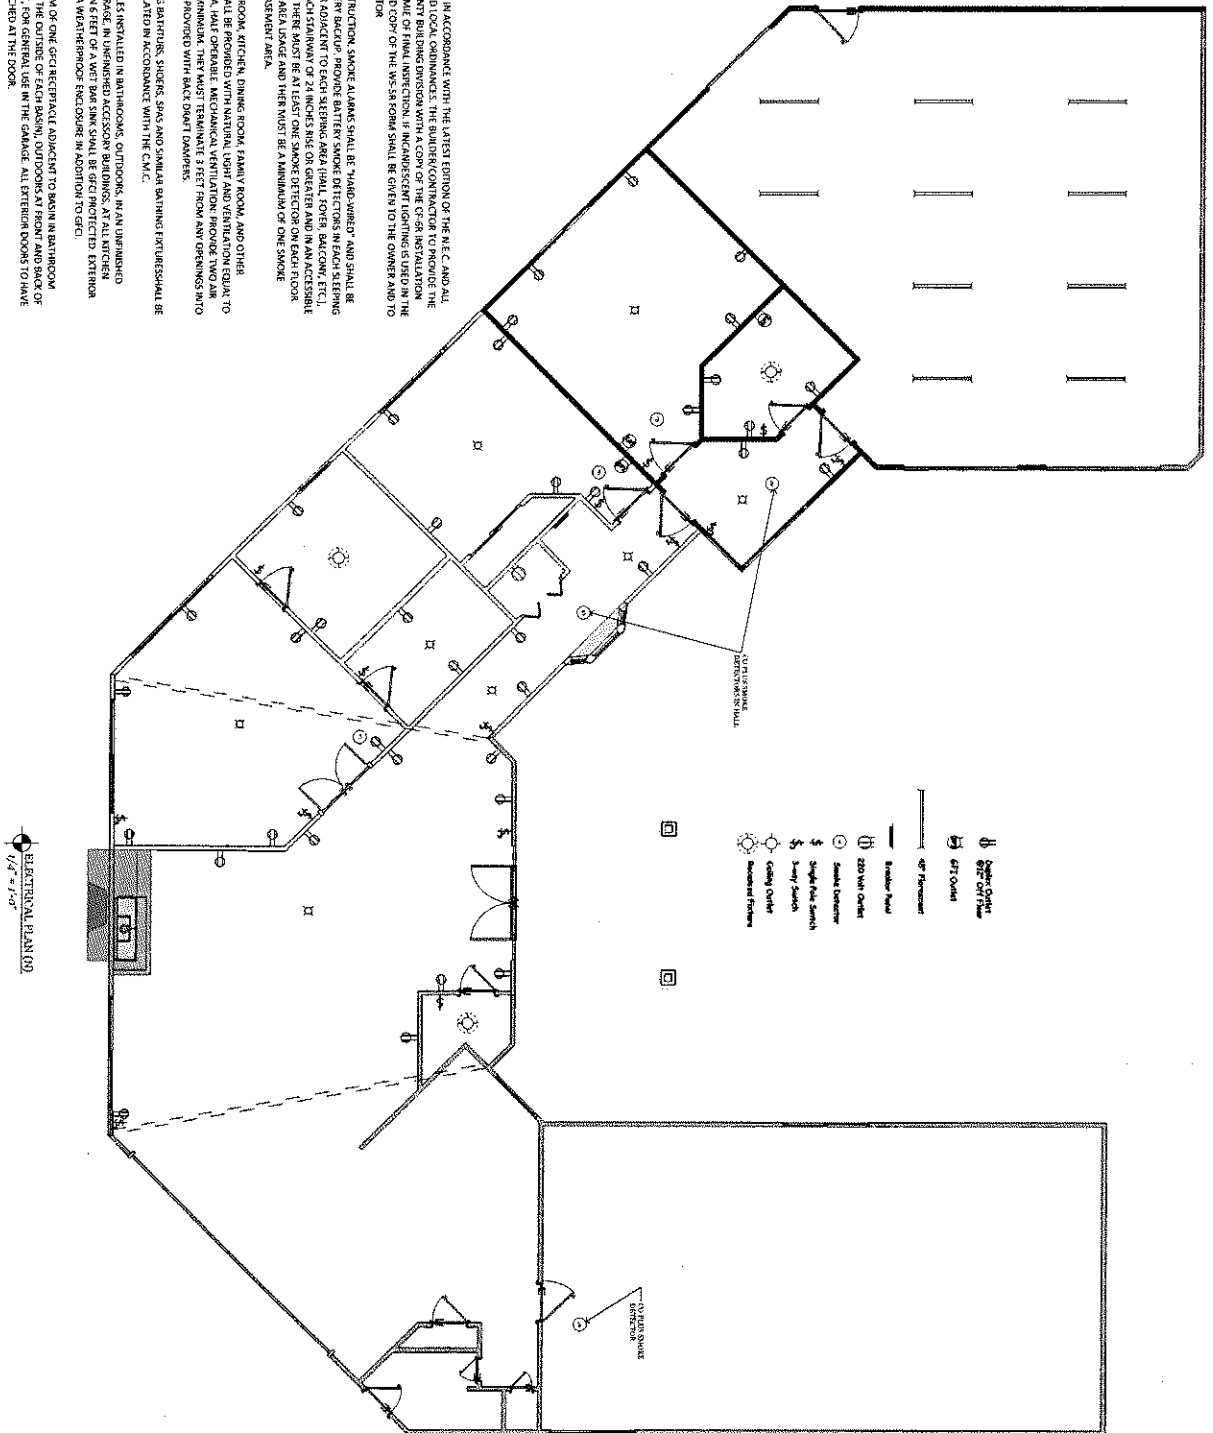 IN ACCORDANCE WITH THE LATEST EDITION OF THE N.E.C. AND ALL
D LOCAL ORDINANCES. THE BUILDER/CONTRACTOR TO PROVIDE THE
NTY BUILDING DIVISION WITH A COPY OF THE CF-6R INSTALLATION
ME OF FINAL INSPECTION. IF INCANDESCENT LIGHTING IS USED IN THE
D COPY OF THE WS-5R FORM SHALL BE GIVEN TO THE OWNER AND TO
TOR
TRUCTION. SMOKE ALARMS SHALL BE "HARD-WIRED" AND SHALL BE
ERY BACKUP. PROVIDE BATTERY SMOKE DETECTORS IN EACH SLEEPING
R ADJACENT TO EACH SLEEPING AREA (HALL, FOYER, BALCONY, ETC.),
ACH STAIRWAY OF 24 INCHES RISE OR GREATER AND IN AN ACCESSIBLE
THERE MUST BE AT LEAST ONE SMOKE DETECTOR ON EACH FLOOR
AREA USAGE AND THER MUST BE A MINIMUM OF ONE SMOKE
SEMENT AREA.
ROOM, KITCHEN, DINING ROOM, FAMILY ROOM, AND OTHER
ALL BE PROVIDED WITH NATURAL LIGHT AND VENTILATION EQUAL TO
A, HALF OPERABLE. MECHANICAL VENTILATION: PROVIDE TWO AIR
MINIMUM. THEY MUST TERMINATE 3 FEET FROM ANY OPENINGS INTO
PROVIDED WITH BACK DRAFT DAMPERS.
G BATHTUBS, SHOERS, SPAS AND SIMILAR BATHING FIXTURESSHALL BE
LATED IN ACCORDANCE WITH THE C.M.C.
LES INSTALLED IN BATHROOMS, OUTDOORS, IN AN UNFINISHED
RAGE, IN UNFINISHED ACCESSORY BUILDINGS, AT ALL KITCHEN
N 6 FEET OF A WET BAR SINK SHALL BE GFCI PROTECTED. EXTERIOR
A WEATHERPROOF ENCLOSURE IN ADDITION TO GFCI.
M OF ONE GFCI RECEPTACLE ADJACENT TO BASIN IN BATHROOM
THE OUTSIDE OF EACH BASIN), OUTDOORS AT FRONT AND BACK OF
, FOR GENERAL USE IN THE GARAGE. ALL EXTERIOR DOORS TO HAVE
CHED AT THE DOOR.
CO PLUS SMOKE
DETECTORS IN HALL
Duplex Outlet
@12" Off Floor
GFI Outlet
48" Florescent
Breaker Panel
220 Volt Outlet
Smoke Detector
$ Single Pole Switch
3-way Switch
Ceiling Outlet
Recessed Fixture
CO PLUS SMOKE
DETECTOR
ELECTRICAL PLAN (N)
1/4" = 1'-0"